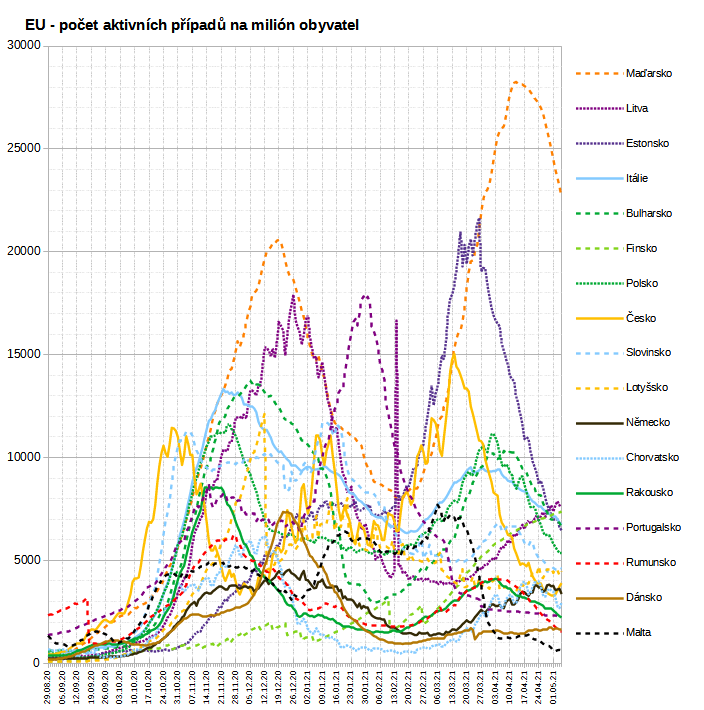 EU - počet aktivních případů na milión obyvatel
30000
25000
20000
15000
10000
5000
0
Maďarsko
Litva
Estonsko
Itálie
Bulharsko
Finsko
Polsko
Česko
Slovinsko
Lotyšsko
Německo
Chorvatsko
Rakousko
Portugalsko
Rumunsko
Dánsko
Malta
29.08.20
05.09.20
12.09.20
19.09.20
26.09.20
03.10.20
10.10.20
17.10.20
24.10.20
31.10.20
07.11.20
14.11.20
21.11.20
28.11.20
05.12.20
12.12.20
19.12.20
26.12.20
02.01.21
09.01.21
16.01.21
23.01.21
30.01.21
06.02.21
13.02.21
20.02.21
27.02.21
06.03.21
13.03.21
20.03.21
27.03.21
03.04.21
10.04.21
17.04.21
24.04.21
01.05.21